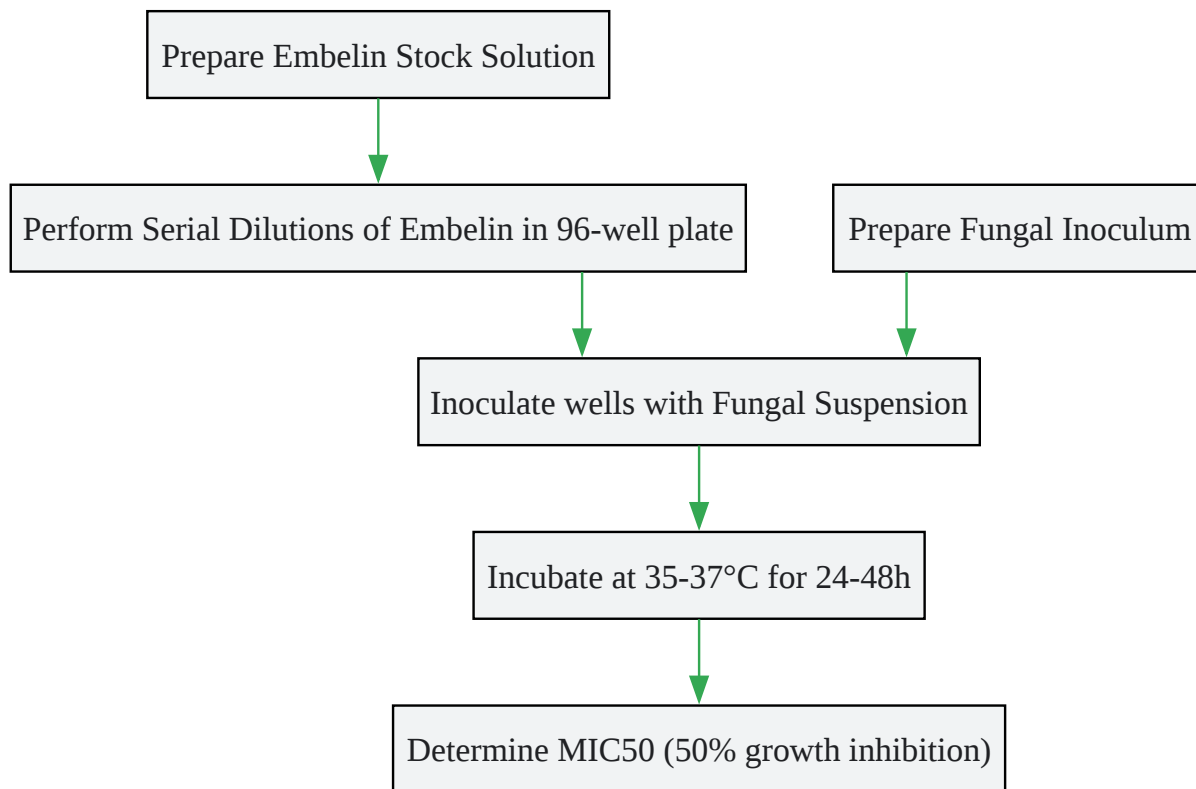 Prepare Embelin Stock Solution
Perform Serial Dilutions of Embelin in 96-well plate
Prepare Fungal Inoculum
Inoculate wells with Fungal Suspension
Incubate at 35-37°C for 24-48h
Determine MIC50 (50% growth inhibition)